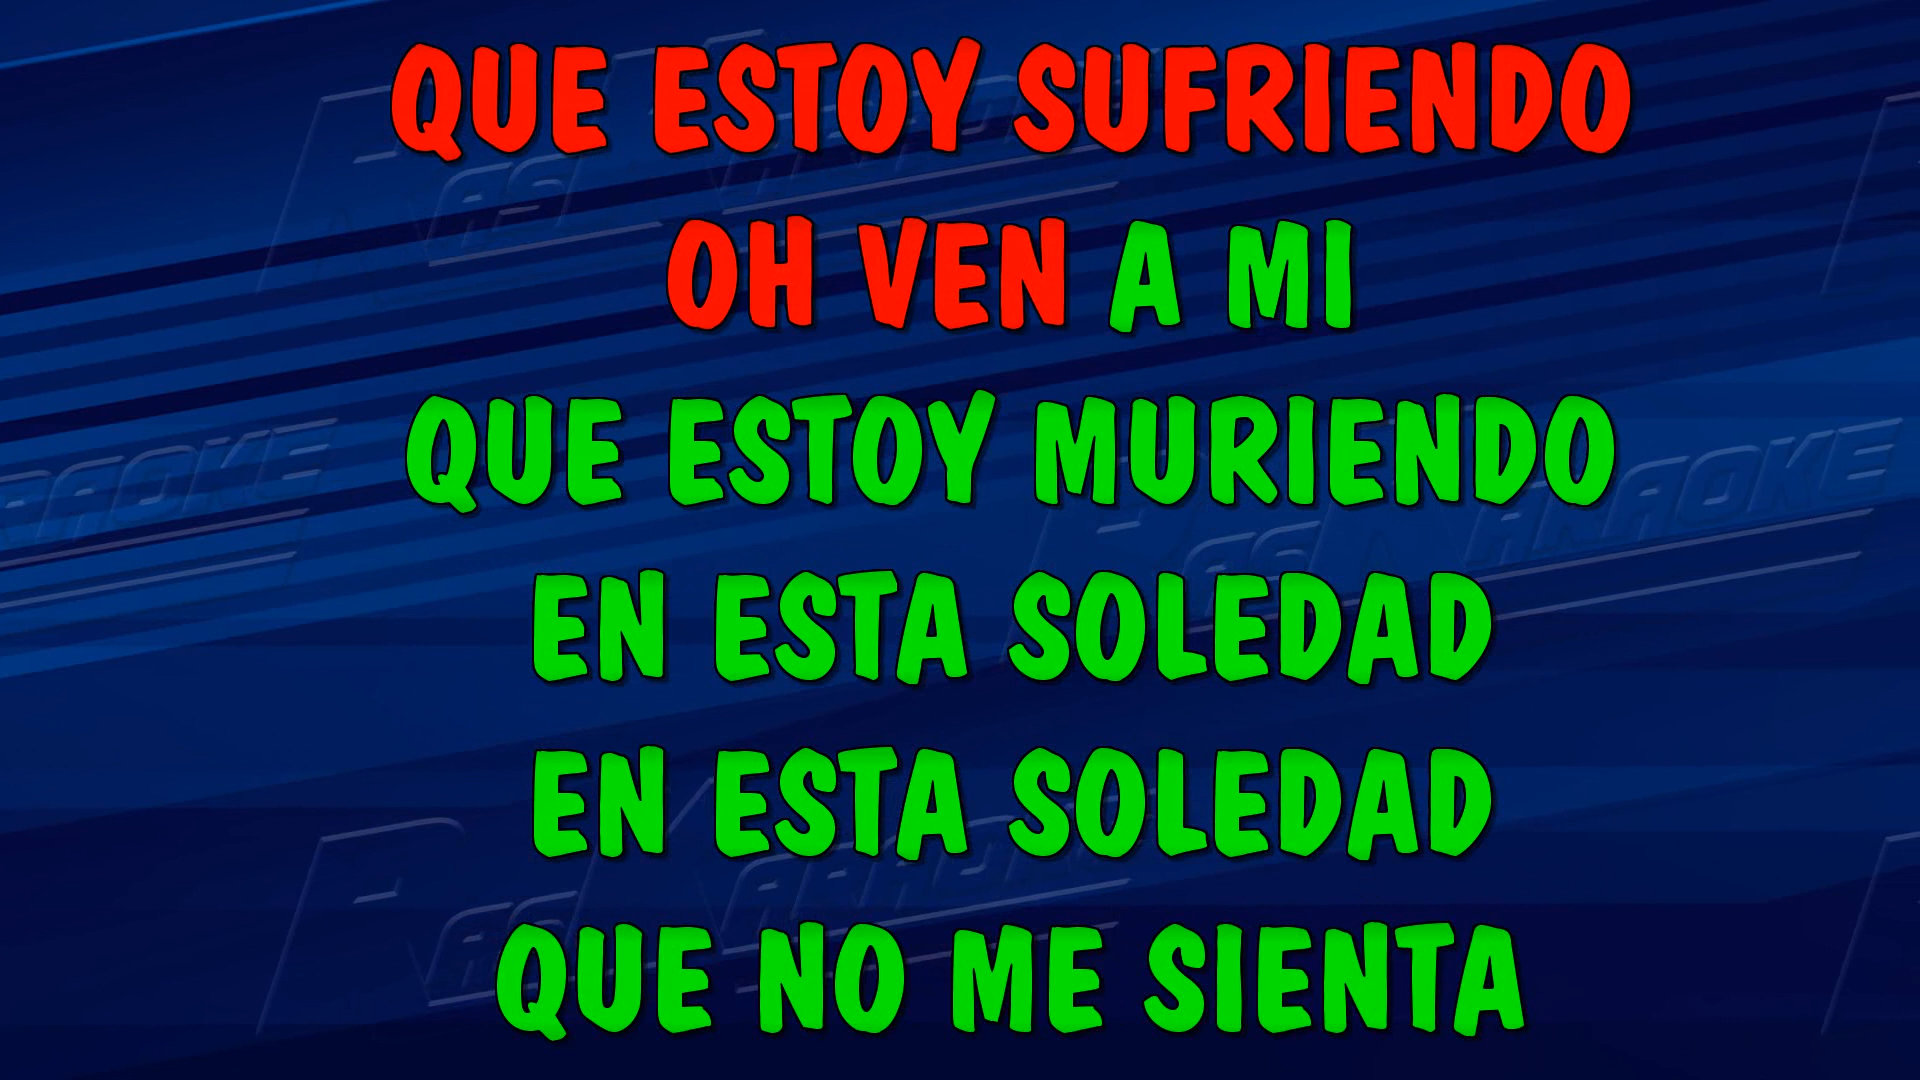 QUE ESTOY SUFRIENDO
OH VEN A MI
QUE ESTOY MURIENDO
EN ESTA SOLEDAD
EN ESTA SOLEDAD
QUE NO ME SIENTA